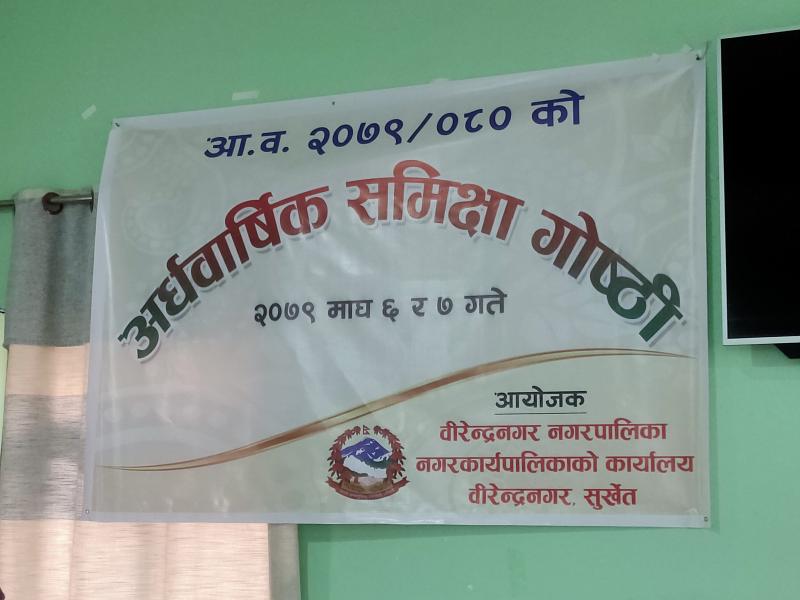 आ.व. २०७९/०८० को
अर्धवार्षिक समिक्षा गोष्ठी
२०७९ माघ ६ र ७ गते
आयोजक
वीरेन्द्रनगर नगरपालिका
नगरकार्यपालिकाको कार्यालय
वीरेन्द्रनगर, सुर्खेत